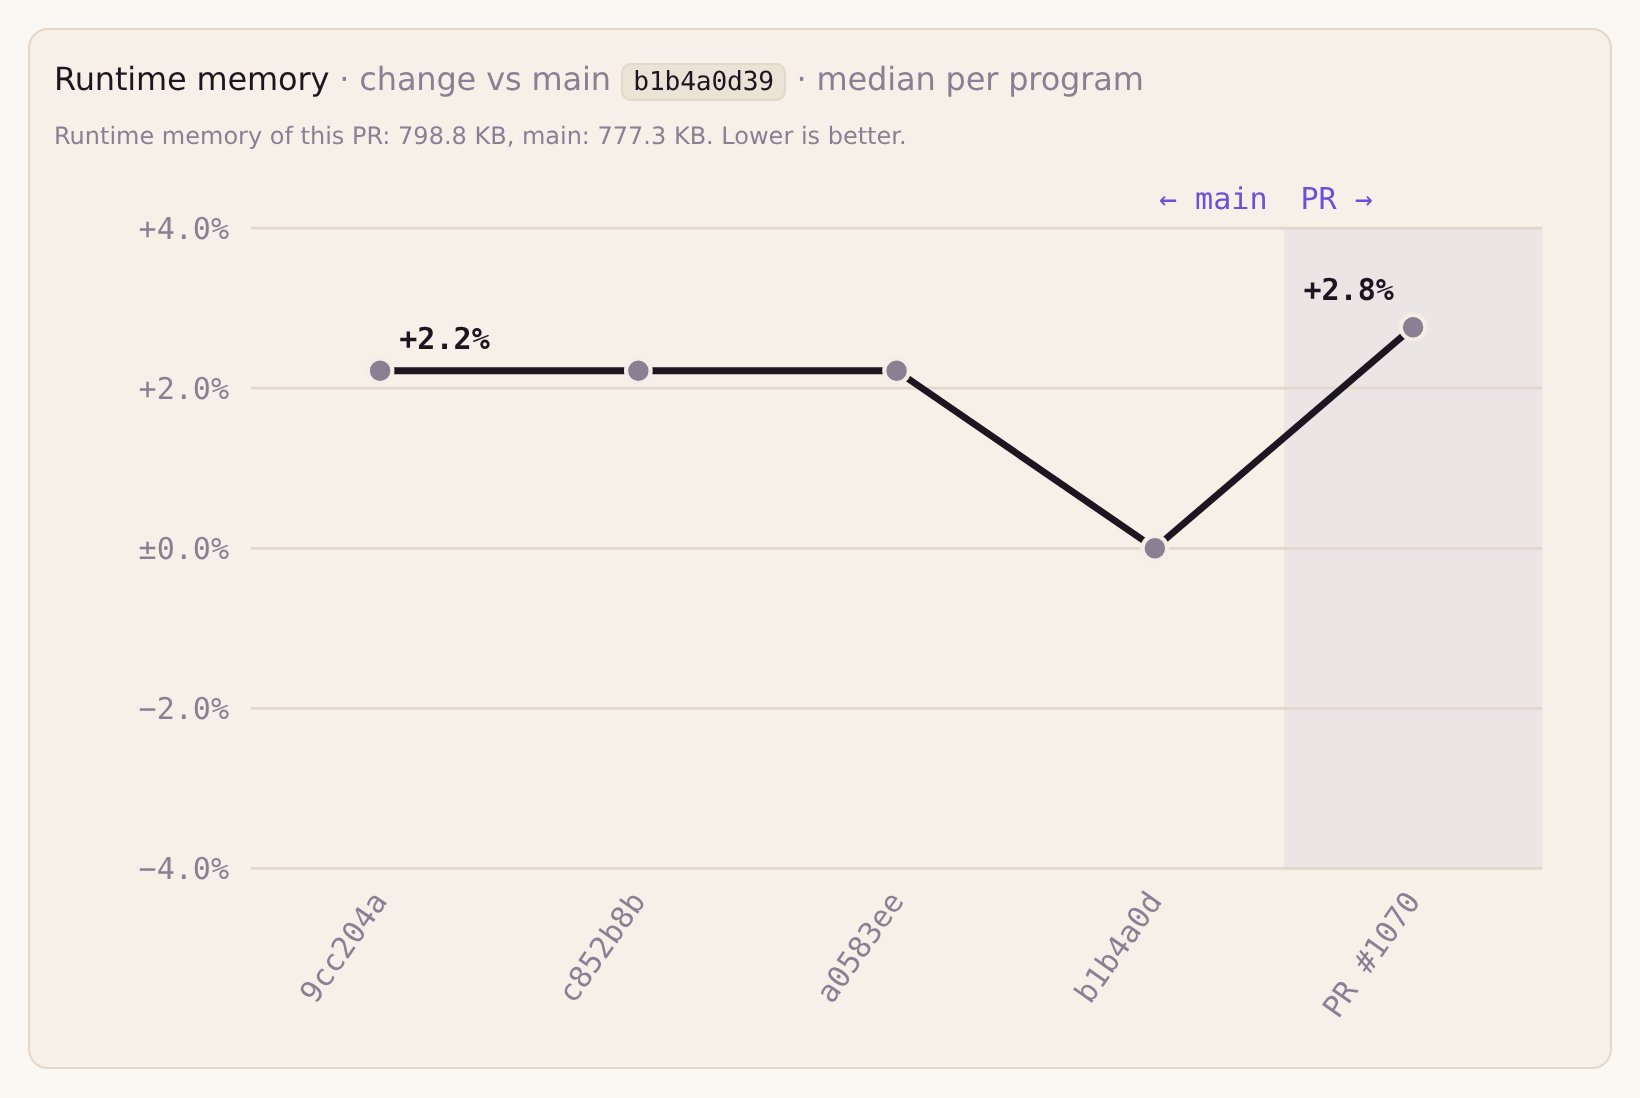 Runtime memory · change vs main b1b4a0d39 · median per program
Runtime memory of this PR: 798.8 KB, main: 777.3 KB. Lower is better.
← main PR →
+4.0%
+2.8%
+2.2%
+2.0%
±0.0%
−2.0%
−4.0%
9cc204a
c852b8b
a0583ee
b1b4a0d
PR #1070